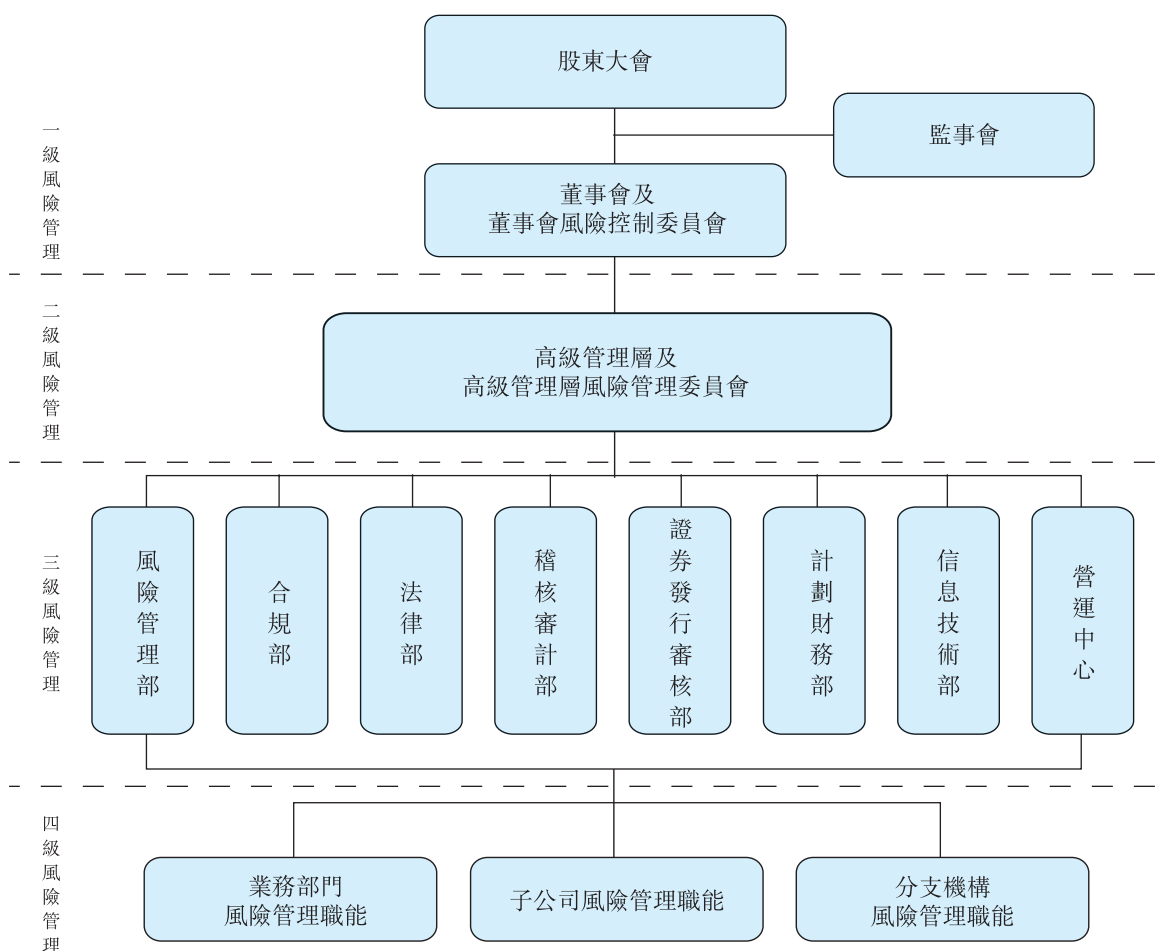 股東大會
監事會
一級風險管理
董事會及
董事會風險控制委員會
二級風險管理
高級管理層及
高級管理層風險管理委員會
三級風險管理
風險管理部
合規部
法律部
稽核審計部
證券發行審核部
計劃財務部
信息技術部
營運中心
四級風險管理
業務部門
風險管理職能
子公司風險管理職能
分支機構
風險管理職能